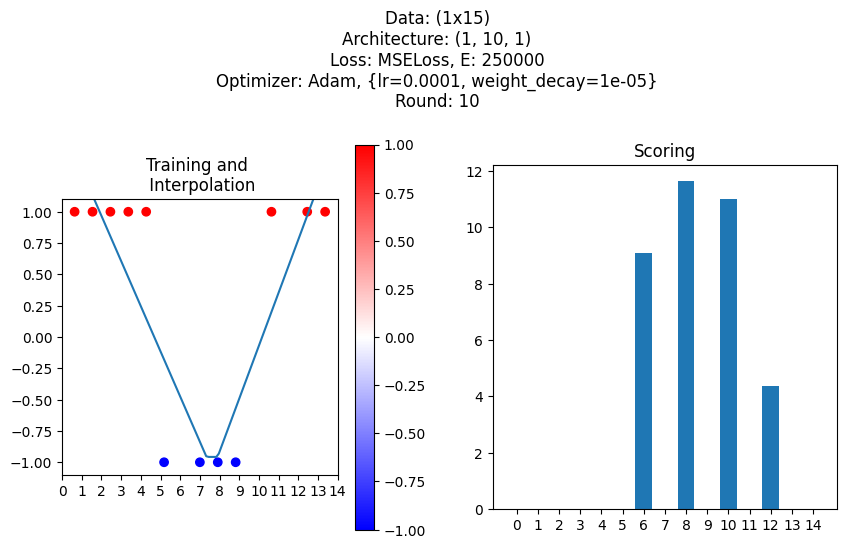 Data: (1x15)
Architecture: (1, 10, 1)
Loss: MSELoss, E: 250000
Optimizer: Adam, {lr=0.0001, weight_decay=1e-05}
Round: 10
Training and
Interpolation
1.00
0.75
0.50
0.25
0.00
−0.25
−0.50
−0.75
−1.00
0 1 2 3 4 5 6 7 8 9 10 11 12 13 14
1.00
0.75
0.50
0.25
0.00
−0.25
−0.50
−0.75
−1.00
Scoring
12
10
8
6
4
2
0
0 1 2 3 4 5 6 7 8 9 10 11 12 13 14